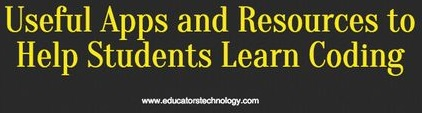 Useful Apps and Resources to
Help Students Learn Coding
www.educatorstechnology.com